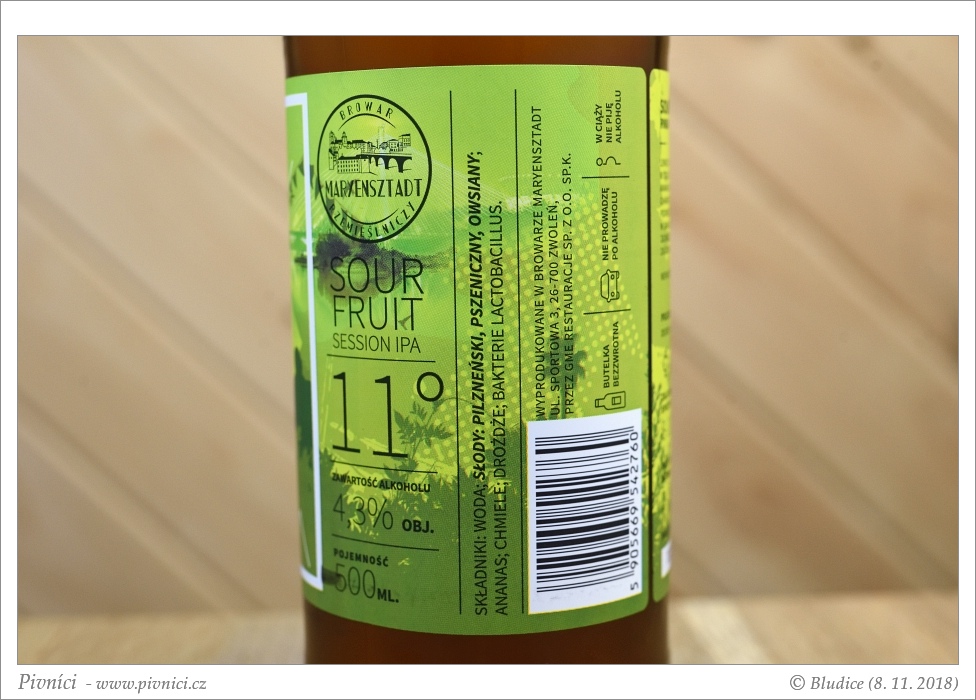 BROWAR
MARYENSZTADT
RZEMIEŚLNICZY
SOUR
FRUIT
SESSION IPA
11°
ZAWARTOŚĆ ALKOHOLU
4,3% OBJ.
POJEMNOŚĆ
500ML.
SKŁADNIKI: WODA; SŁODY: PILZNEŃSKI, PSZENICZNY, OWSIANY;
ANANAS; CHMIELE; DROŻDŻE; BAKTERIE LACTOBACILLUS.
WYPRODUKOWANE W BROWARZE MARYENSZTADT
UL. SPORTOWA 3, 26-700 ZWOLEŃ,
PRZEZ GME RESTAURACJE SP. Z O.O. SP.K.
BUTELKA
BEZZWROTNA
NIE PROWADZĘ
PO ALKOHOLU
W CIĄŻY
NIE PIJĘ
ALKOHOLU
5 905669 542760
Pivníci - www.pivnici.cz
© Bludice (8. 11. 2018)